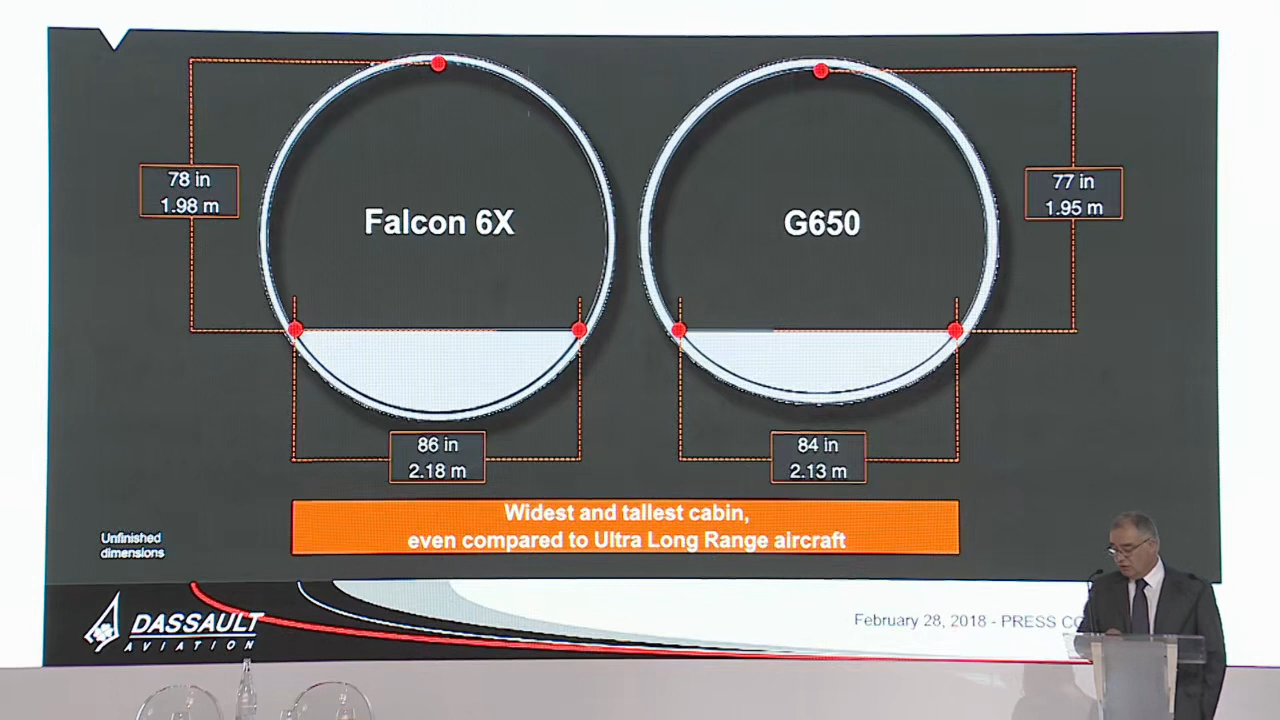 78 in
1.98 m
Falcon 6X
G650
77 in
1.95 m
86 in
2.18 m
84 in
2.13 m
Widest and tallest cabin,
even compared to Ultra Long Range aircraft
Unfinished
dimensions
DASSAULT
AVIATION
February 28, 2018 - PRESS